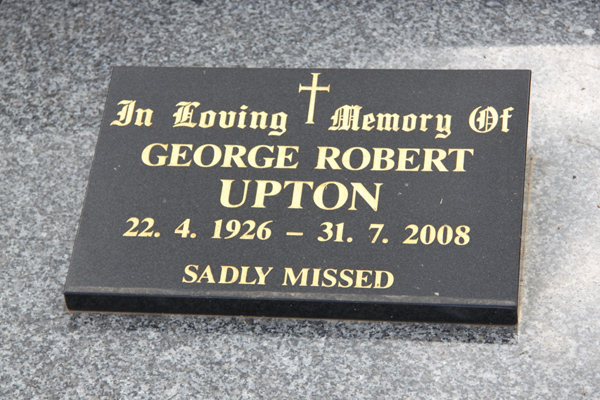 In Loving Memory Of
GEORGE ROBERT
UPTON
22. 4. 1926 – 31. 7. 2008
SADLY MISSED